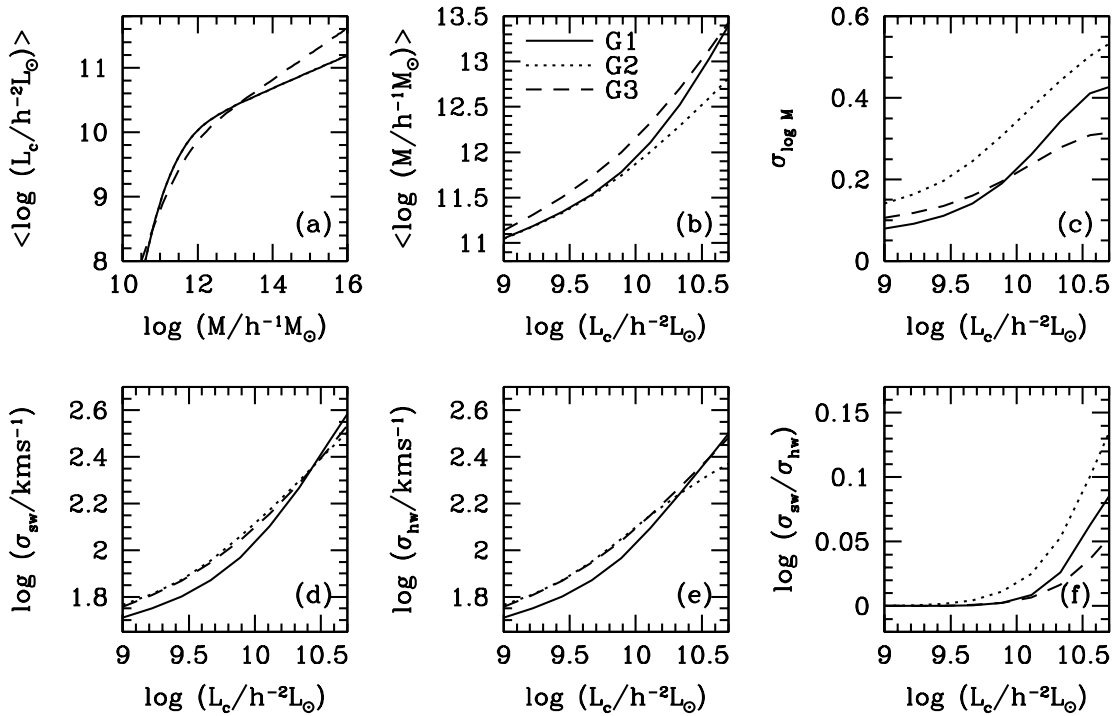 <log (L_c/h⁻²L_⊙)>
11
10
9
8
10
12
14
16
(a)
log (M/h⁻¹M_⊙)
<log (M/h⁻¹M_⊙)>
13.5
13
12.5
12
11.5
11
9
9.5
10
10.5
G1
G2
G3
(b)
log (L_c/h⁻²L_⊙)
σ_log M
0.6
0.4
0.2
0
9
9.5
10
10.5
(c)
log (L_c/h⁻²L_⊙)
log (σ_sw/kms⁻¹)
2.6
2.4
2.2
2
1.8
9
9.5
10
10.5
(d)
log (L_c/h⁻²L_⊙)
log (σ_hw/kms⁻¹)
2.6
2.4
2.2
2
1.8
9
9.5
10
10.5
(e)
log (L_c/h⁻²L_⊙)
log (σ_sw/σ_hw)
0.15
0.1
0.05
0
9
9.5
10
10.5
(f)
log (L_c/h⁻²L_⊙)